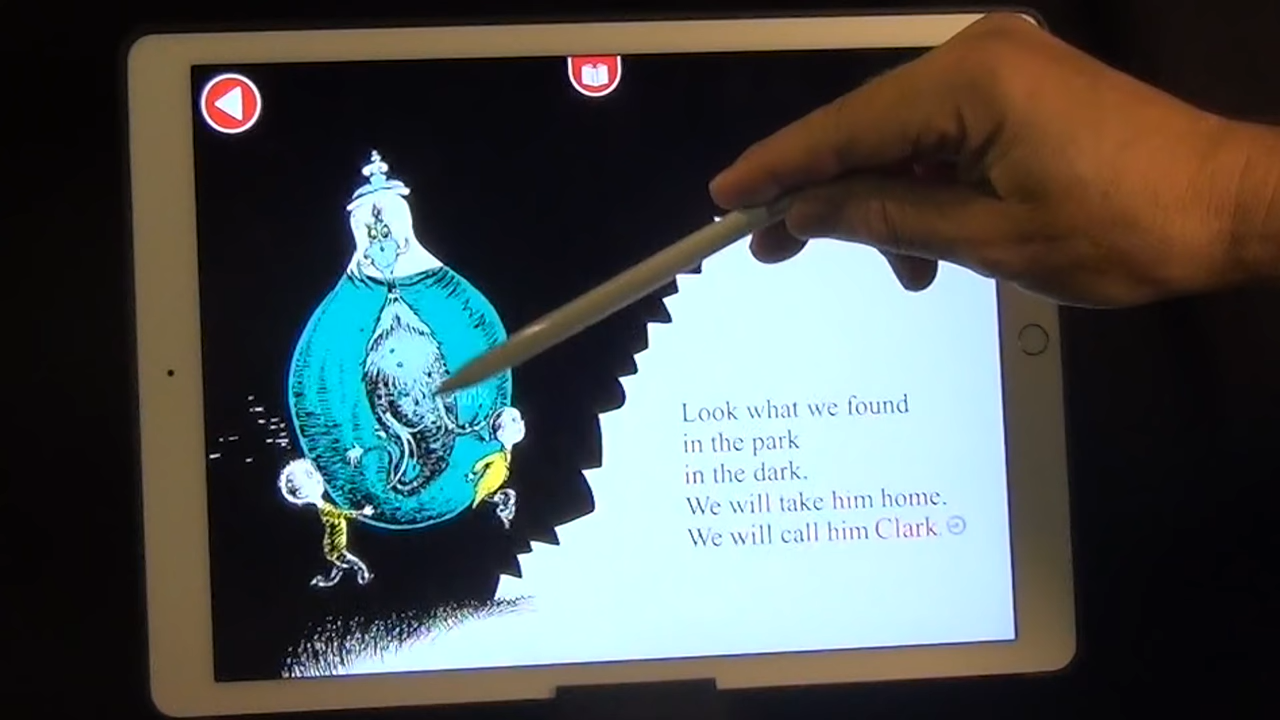 Look what we found
in the park
in the dark.
We will take him home.
We will call him Clark.